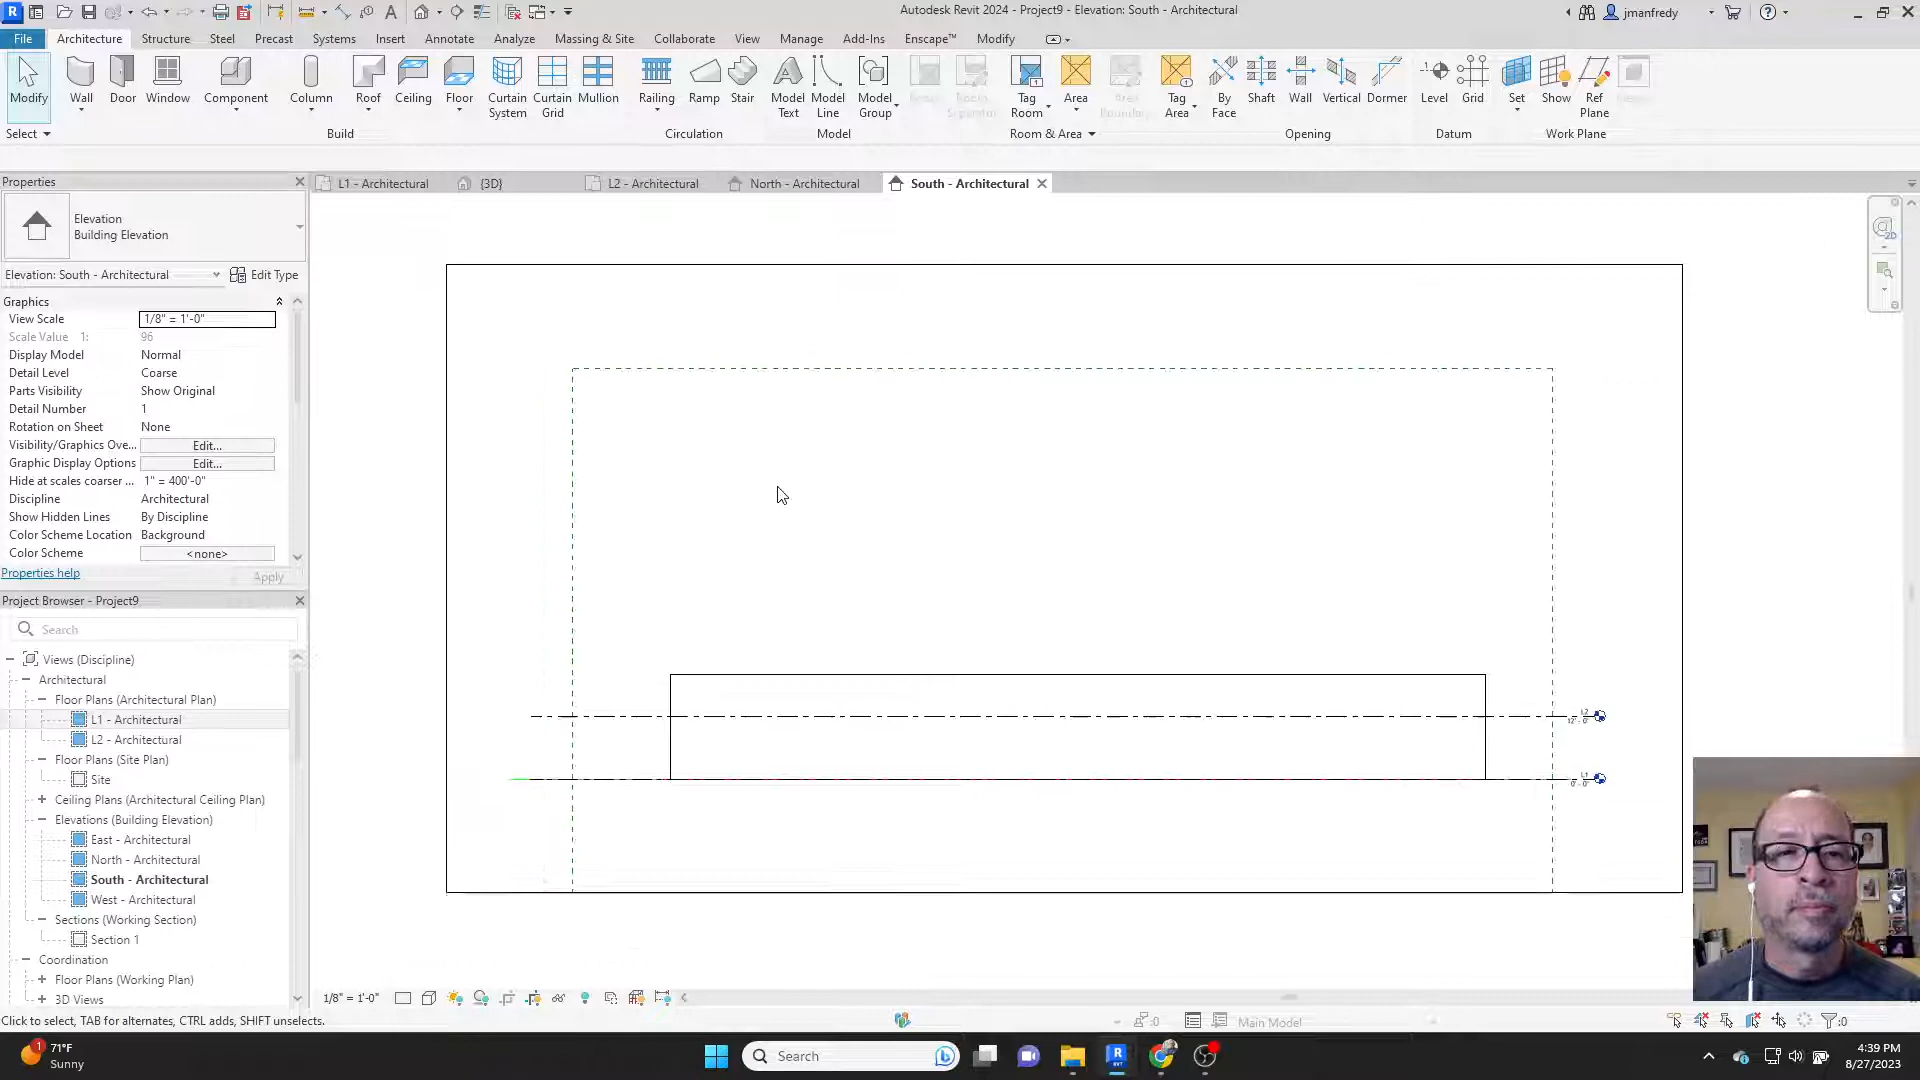 Autodesk Revit 2024 - Project9 - Elevation: South - Architectural
jmanfredy
File
Architecture
Structure
Steel
Precast
Systems
Insert
Annotate
Analyze
Massing & Site
Collaborate
View
Manage
Add-Ins
Enscape™
Modify
Modify
Wall
Door
Window
Component
Column
Roof
Ceiling
Floor
Curtain System
Curtain Grid
Mullion
Railing
Ramp
Stair
Model Text
Model Line
Model Group
Tag Room
Area
Area Boundary
Tag Area
By Face
Shaft
Wall
Vertical
Dormer
Level
Grid
Set
Show
Ref Plane
Select
Build
Circulation
Model
Room & Area
Opening
Datum
Work Plane
Properties
L1 - Architectural
{3D}
L2 - Architectural
North - Architectural
South - Architectural
2D
Elevation
Building Elevation
Elevation: South - Architectural
Edit Type
Graphics
View Scale
1/8" = 1'-0"
Scale Value 1:
96
Display Model
Normal
Detail Level
Coarse
Parts Visibility
Show Original
Detail Number
1
Rotation on Sheet
None
Visibility/Graphics Ove...
Edit...
Graphic Display Options
Edit...
Hide at scales coarser ...
1" = 400'-0"
Discipline
Architectural
Show Hidden Lines
By Discipline
Color Scheme Location
Background
Color Scheme
<none>
Properties help
Apply
Project Browser - Project9
Search
Views (Discipline)
Architectural
Floor Plans (Architectural Plan)
L1 - Architectural
L2 - Architectural
Floor Plans (Site Plan)
Site
Ceiling Plans (Architectural Ceiling Plan)
Elevations (Building Elevation)
East - Architectural
North - Architectural
South - Architectural
West - Architectural
Sections (Working Section)
Section 1
Coordination
Floor Plans (Working Plan)
3D Views
L2
12' - 0"
L1
0' - 0"
1/8" = 1'-0"
Click to select, TAB for alternates, CTRL adds, SHIFT unselects.
:0
Main Model
:0
1
71°F
Sunny
Search
4:39 PM
8/27/2023